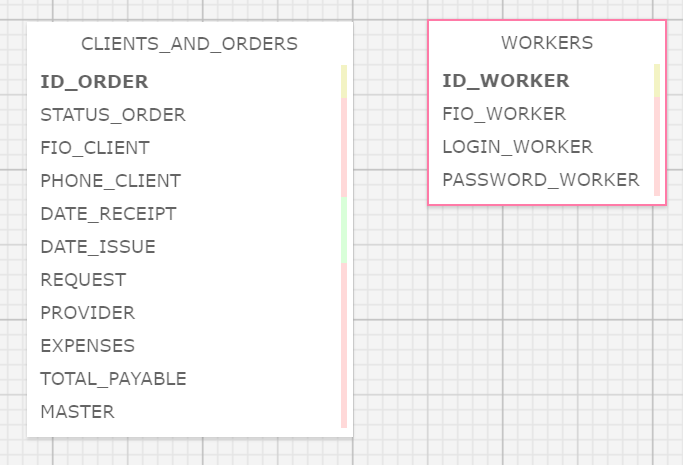 CLIENTS_AND_ORDERS
ID_ORDER
STATUS_ORDER
FIO_CLIENT
PHONE_CLIENT
DATE_RECEIPT
DATE_ISSUE
REQUEST
PROVIDER
EXPENSES
TOTAL_PAYABLE
MASTER
WORKERS
ID_WORKER
FIO_WORKER
LOGIN_WORKER
PASSWORD_WORKER